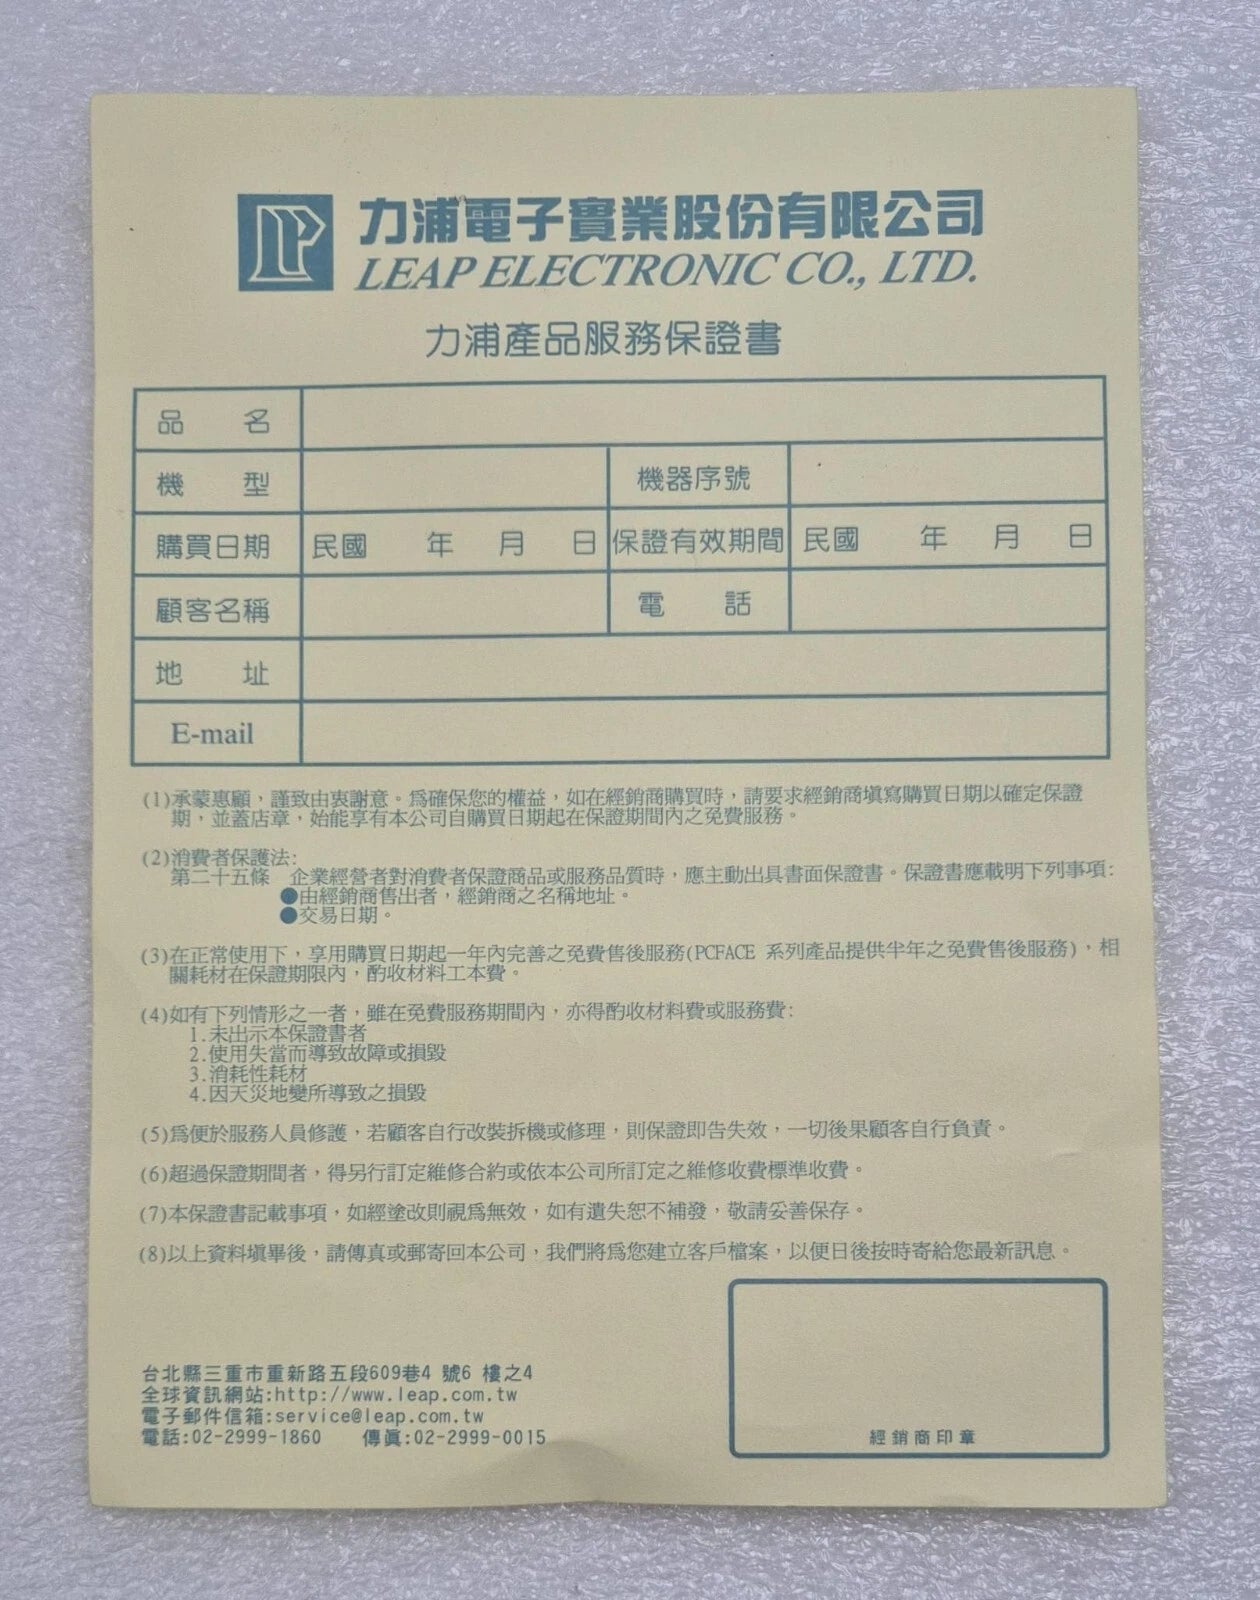 力浦電子實業股份有限公司
LEAP ELECTRONIC CO., LTD.
力浦產品服務保證書
品 名
機 型 機器序號
購買日期 民國 年 月 日 保證有效期間 民國 年 月 日
顧客名稱 電 話
地 址
E-mail
(1)承蒙惠顧，謹致由衷謝意。為確保您的權益，如在經銷商購買時，請要求經銷商填寫購買日期以確定保證
期，並蓋店章，始能享有本公司自購買日期起在保證期間內之免費服務。
(2)消費者保護法:
第二十五條 企業經營者對消費者保證商品或服務品質時，應主動出具書面保證書。保證書應載明下列事項:
●由經銷商售出者，經銷商之名稱地址。
●交易日期。
(3)在正常使用下，享用購買日期起一年內完善之免費售後服務(PCFACE 系列產品提供半年之免費售後服務)，相
關耗材在保證期限內，酌收材料工本費。
(4)如有下列情形之一者，雖在免費服務期間內，亦得酌收材料費或服務費:
1.未出示本保證書者
2.使用失當而導致故障或損毀
3.消耗性耗材
4.因天災地變所導致之損毀
(5)為便於服務人員修護，若顧客自行改裝拆機或修理，則保證即告失效，一切後果顧客自行負責。
(6)超過保證期間者，得另行訂定維修合約或依本公司所訂定之維修收費標準收費。
(7)本保證書記載事項，如經塗改則視為無效，如有遺失恕不補發，敬請妥善保存。
(8)以上資料填畢後，請傳真或郵寄回本公司，我們將為您建立客戶檔案，以便日後按時寄給您最新訊息。
台北縣三重市重新路五段609巷4 號6 樓之4
全球資訊網站:http://www.leap.com.tw
電子郵件信箱:service@leap.com.tw
電話:02-2999-1860 傳眞:02-2999-0015
經銷商印章